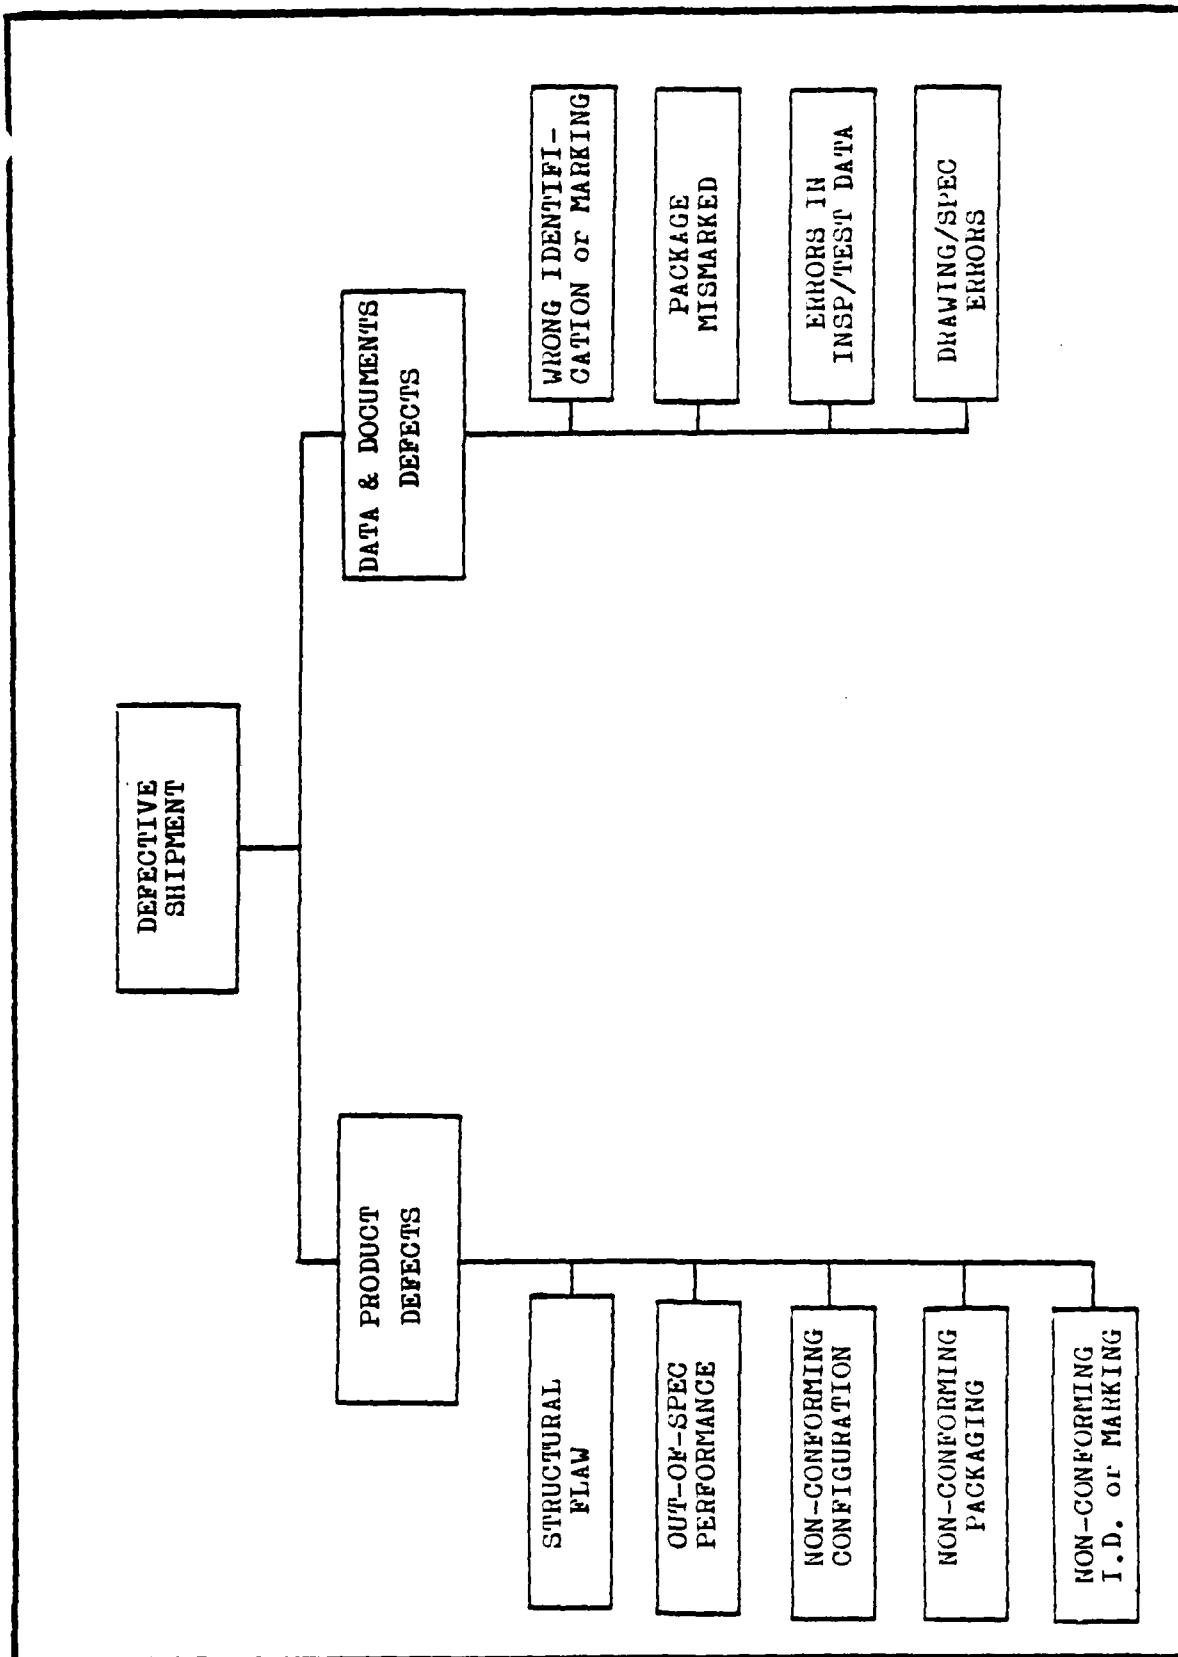 DEFECTIVE
SHIPMENT
PRODUCT
DEFECTS
STRUCTURAL
FLAW
OUT-OF-SPEC
PERFORMANCE
NON-CONFORMING
CONFIGURATION
NON-CONFORMING
PACKAGING
NON-CONFORMING
I.D. or MARKING
DATA & DOCUMENTS
DEFECTS
WRONG IDENTIFI-
CATION or MARKING
PACKAGE
MISMARKED
ERRORS IN
INSP/TEST DATA
DRAWING/SPEC
ERRORS